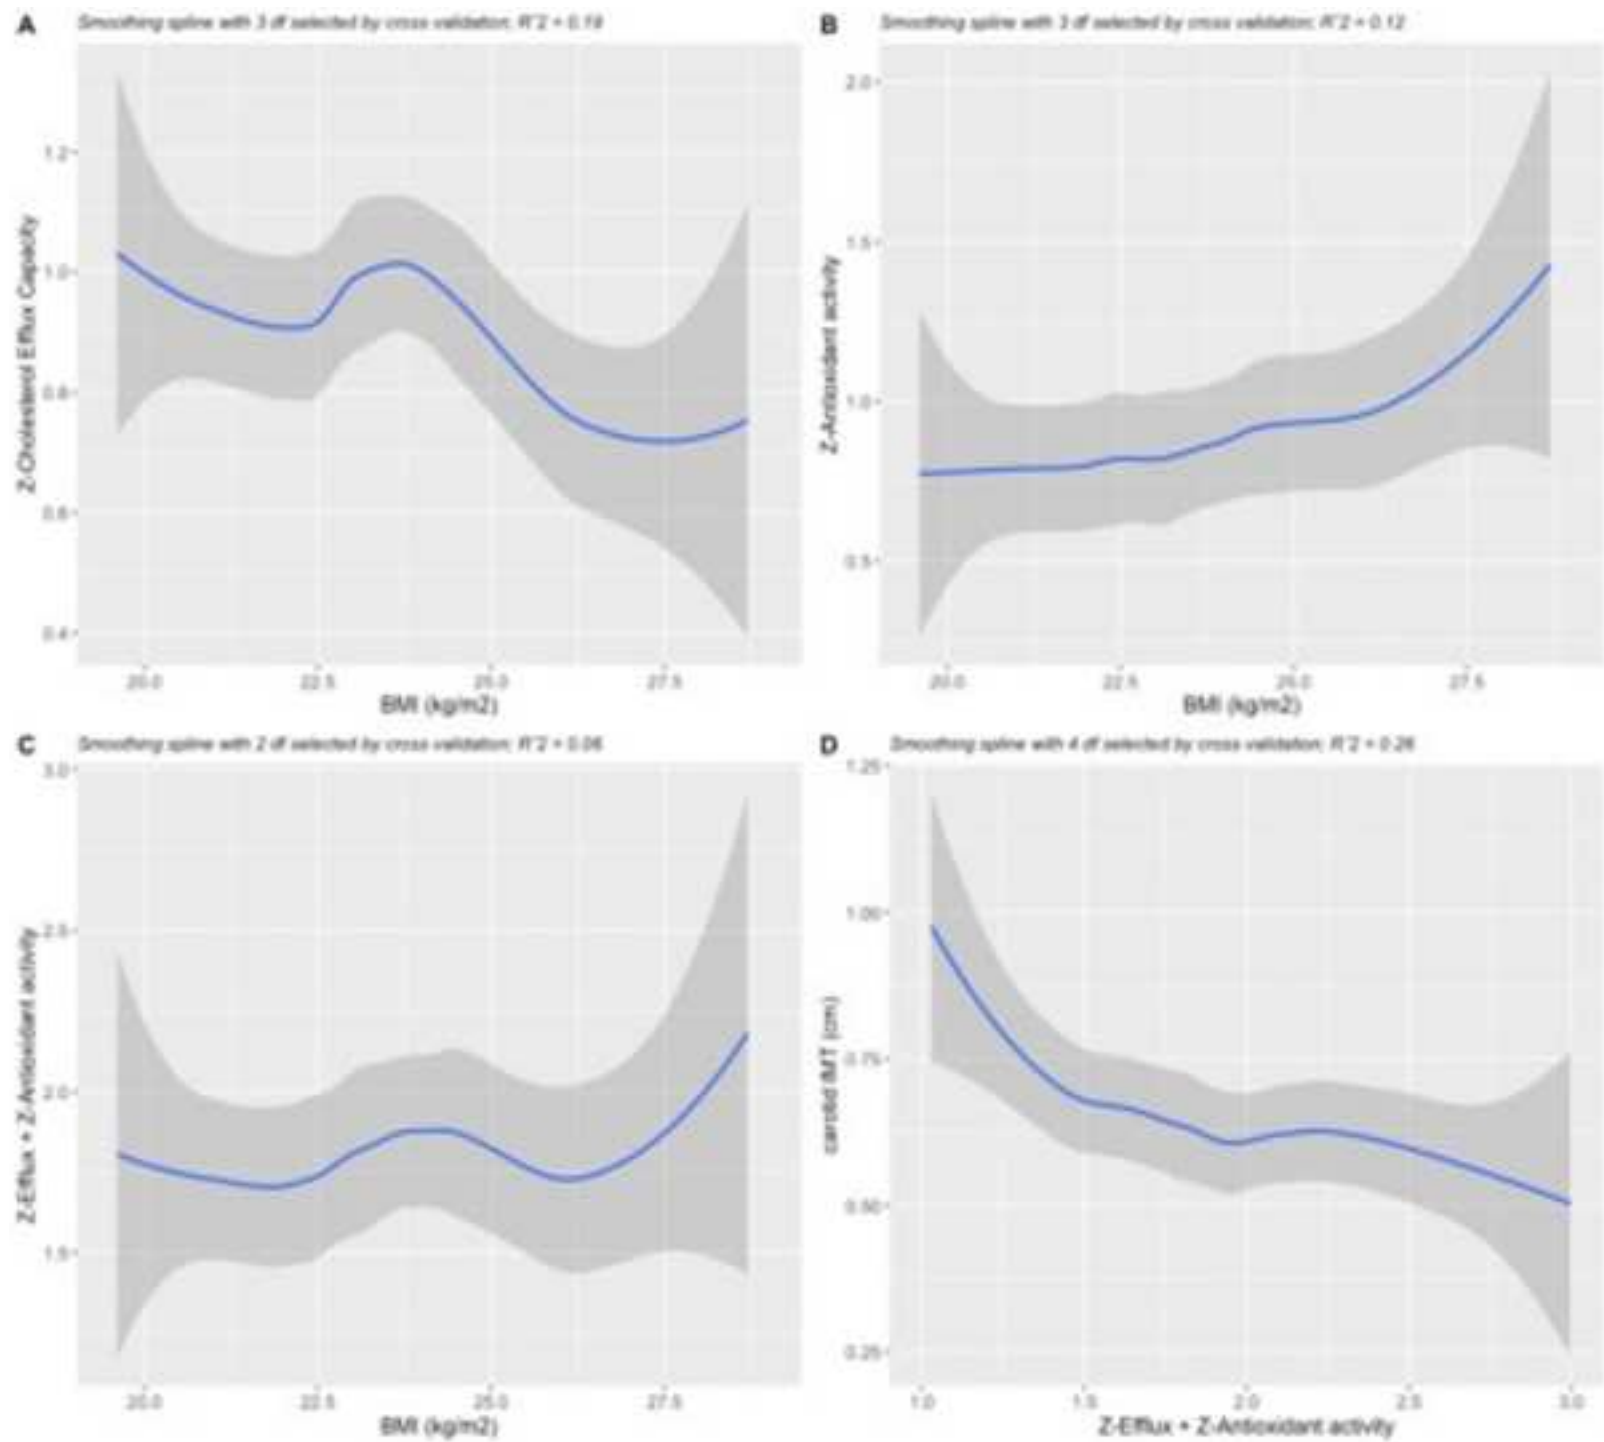 A
Smoothing spline with 3 df selected by cross validation; R^2 = 0.19
Z-Cholesterol Efflux Capacity
1.2
1.0
0.8
0.6
0.4
20.0 22.5 25.0 27.5
BMI (kg/m2)
B
Smoothing spline with 3 df selected by cross validation; R^2 = 0.12
Z-Antioxidant activity
2.0
1.5
1.0
0.5
20.0 22.5 25.0 27.5
BMI (kg/m2)
C
Smoothing spline with 2 df selected by cross validation; R^2 = 0.06
Z-Efflux + Z-Antioxidant activity
3.0
2.5
2.0
1.5
20.0 22.5 25.0 27.5
BMI (kg/m2)
D
Smoothing spline with 4 df selected by cross validation; R^2 = 0.26
carotid IMT (cm)
1.25
1.00
0.75
0.50
0.25
1.0 1.5 2.0 2.5 3.0
Z-Efflux + Z-Antioxidant activity